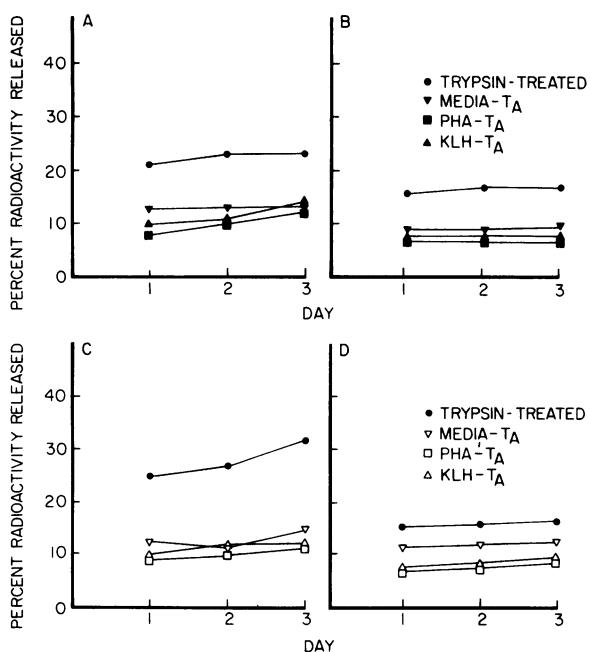 A
B
PERCENT RADIOACTIVITY RELEASED
40
30
20
10
0
TRYPSIN-TREATED
MEDIA-TA
PHA-TA
KLH-TA
1 2 3
1 2 3
DAY
C
D
PERCENT RADIOACTIVITY RELEASED
40
30
20
10
0
TRYPSIN-TREATED
MEDIA-TA
PHA-TA
KLH-TA
1 2 3
1 2 3
DAY